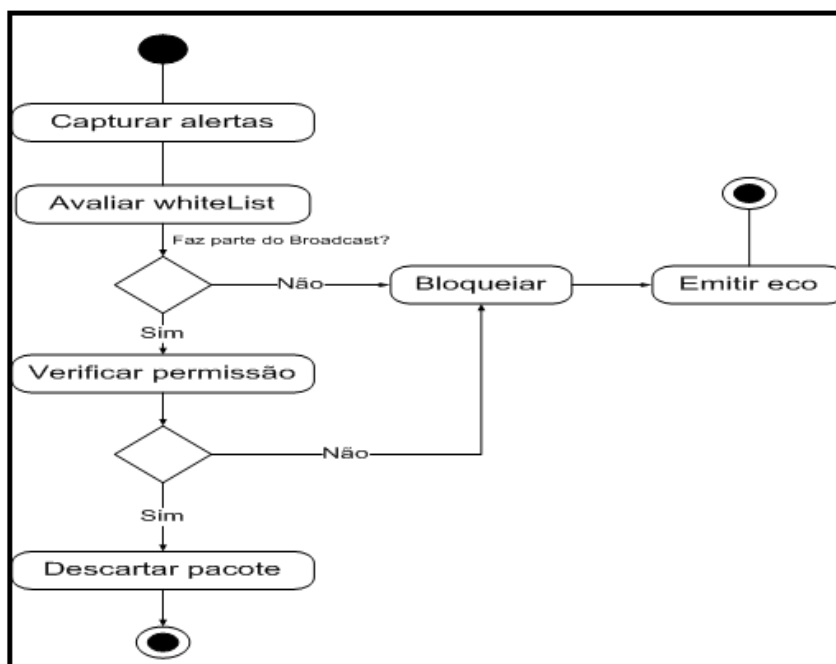 Capturar alertas
Avaliar whiteList
Faz parte do Broadcast?
Não
Bloqueiar
Emitir eco
Sim
Verificar permissão
Não
Sim
Descartar pacote